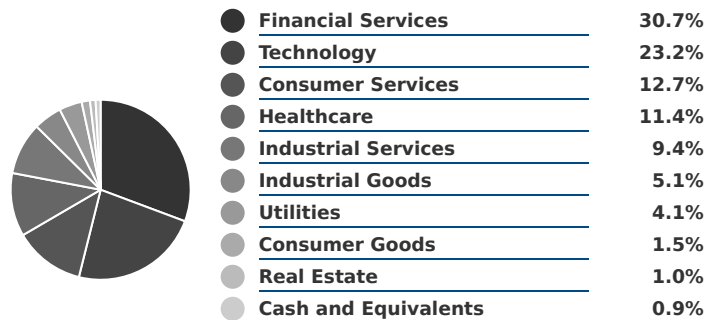 Financial Services 30.7%
Technology 23.2%
Consumer Services 12.7%
Healthcare 11.4%
Industrial Services 9.4%
Industrial Goods 5.1%
Utilities 4.1%
Consumer Goods 1.5%
Real Estate 1.0%
Cash and Equivalents 0.9%